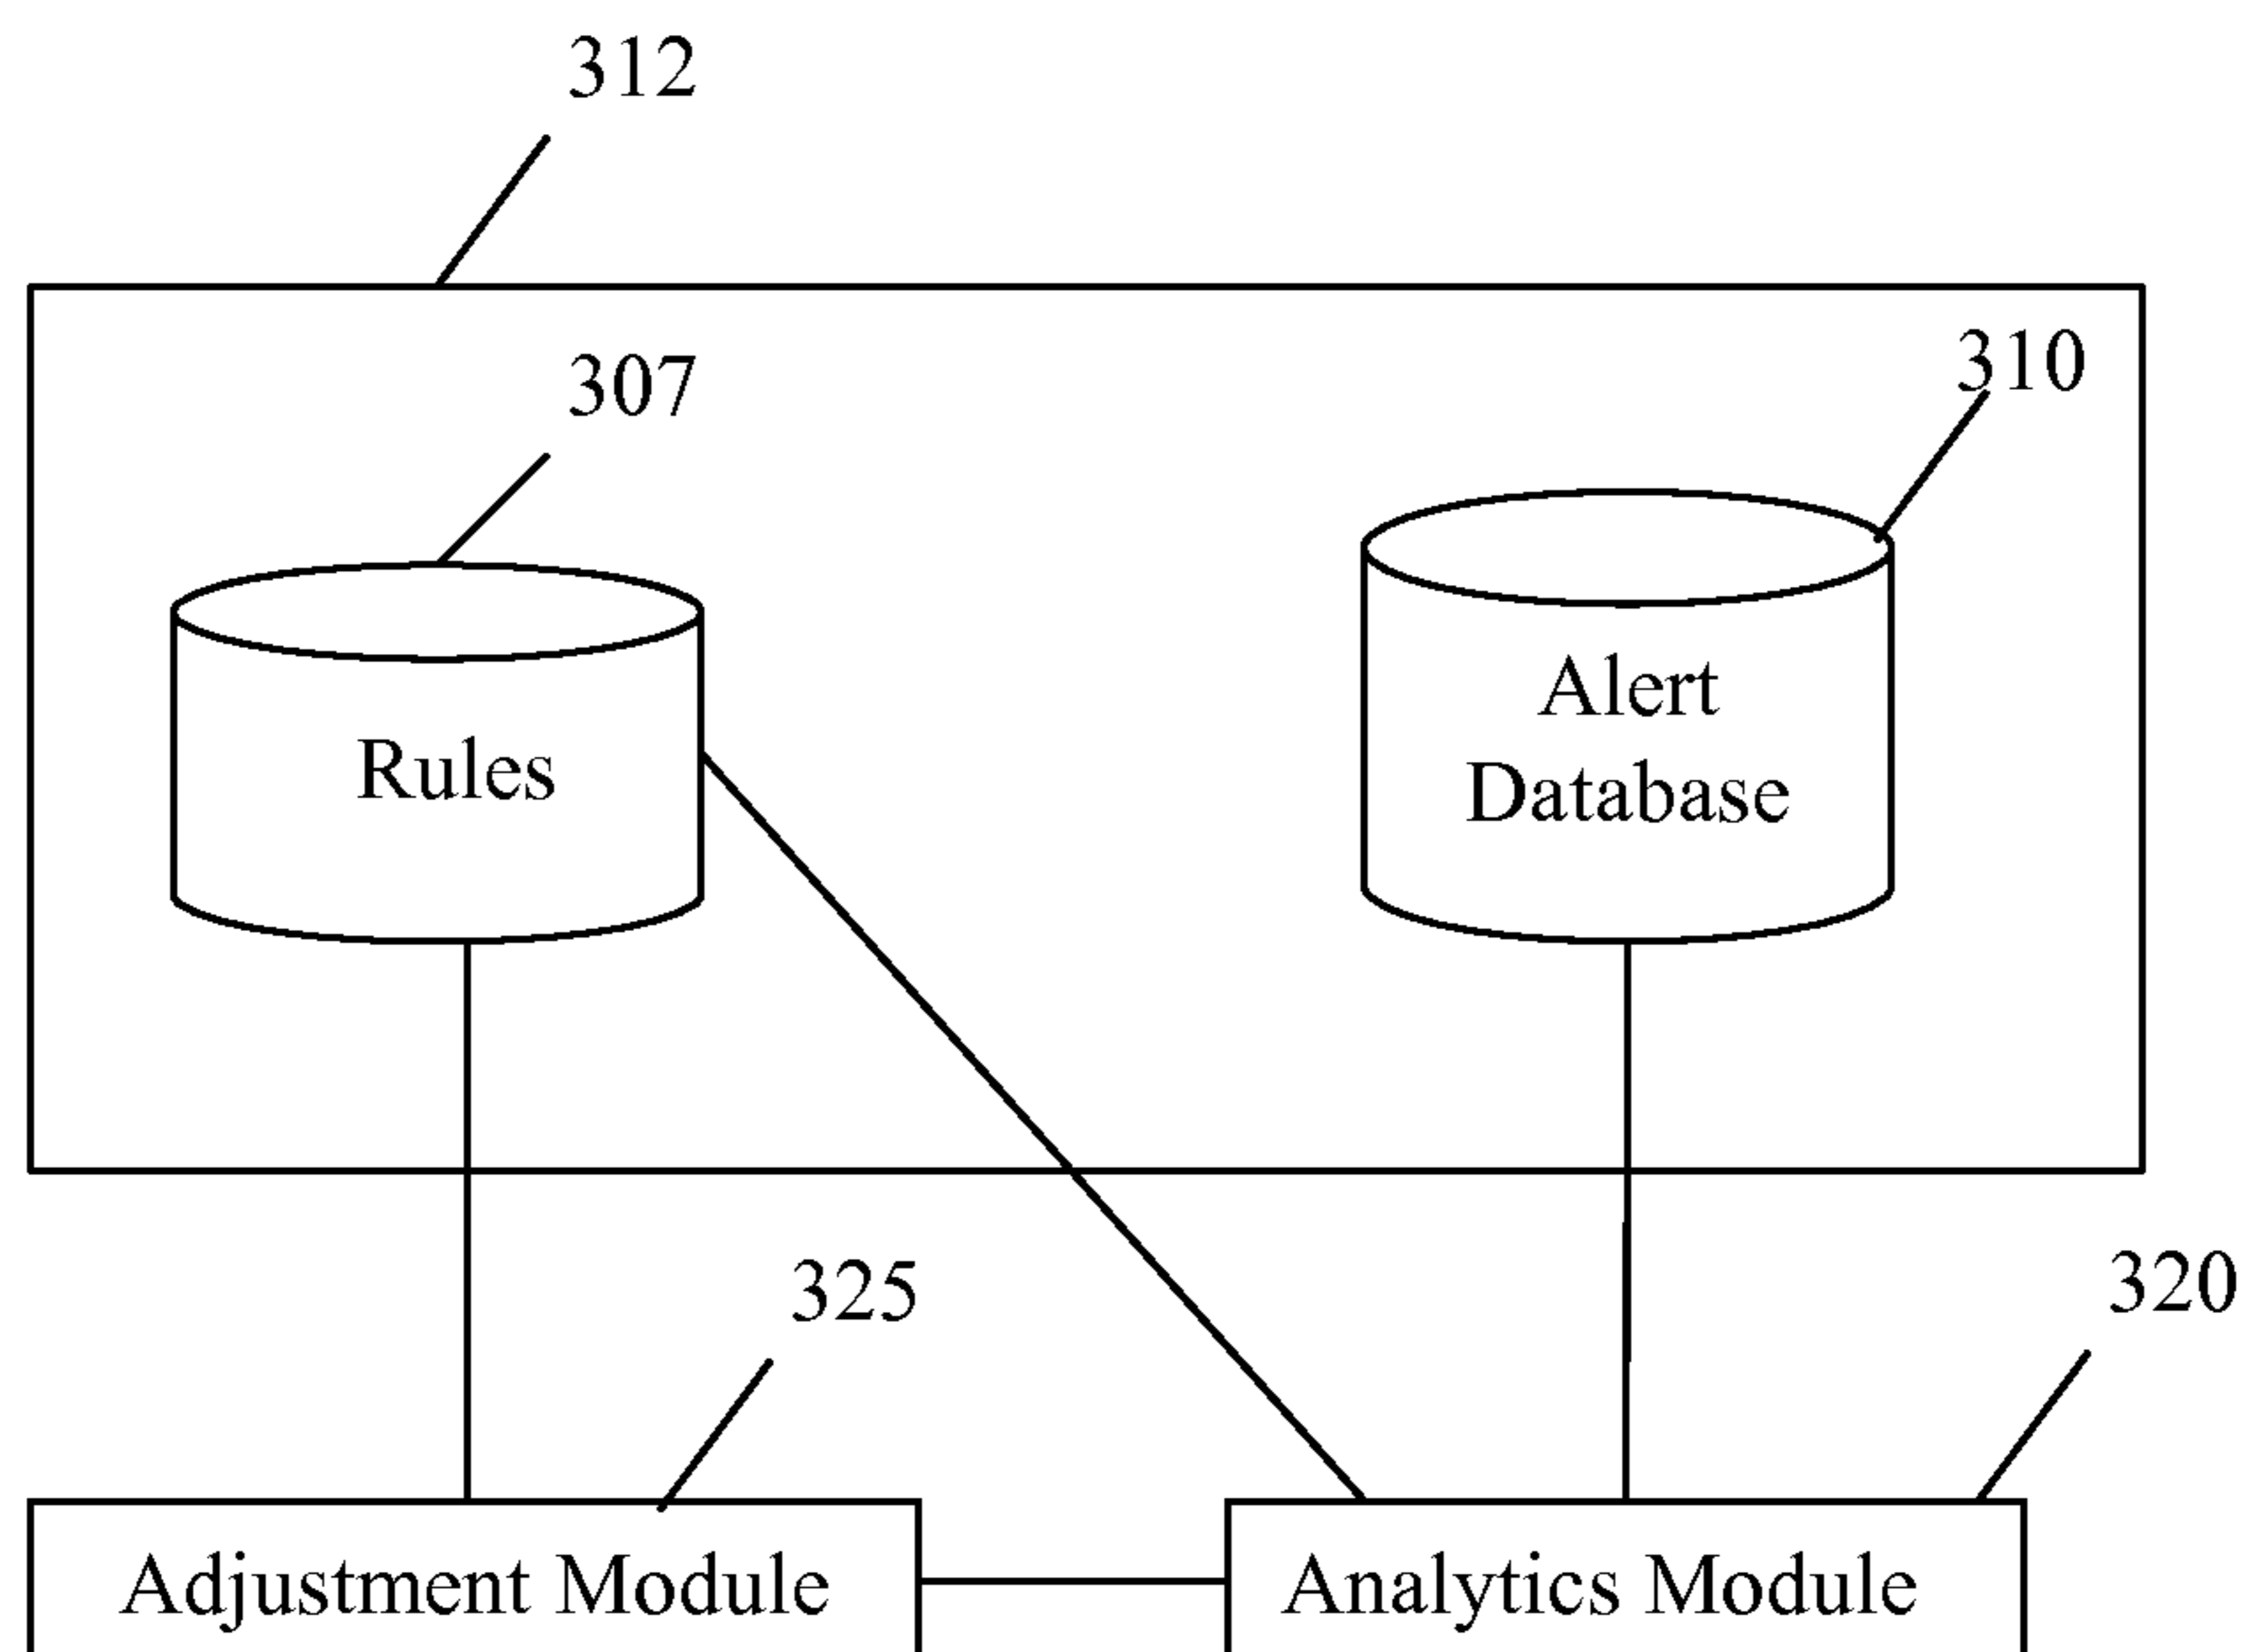 312
307
310
Rules
Alert
Database
325
320
Adjustment Module
Analytics Module